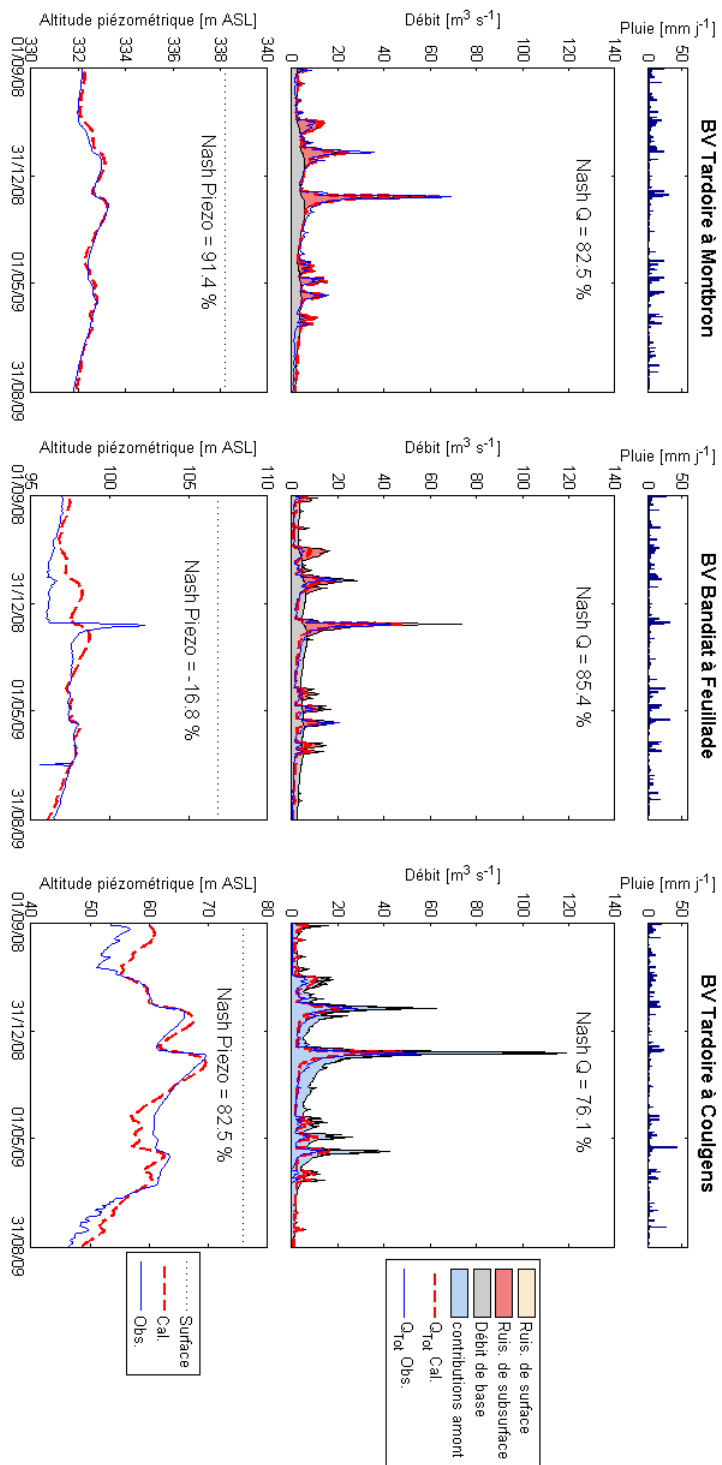 BV Tardoire à Montbron
Pluie [mm j-1]
50
0
Débit [m3 s-1]
140
120
100
80
60
40
20
0
Nash Q = 82.5 %
Altitude piézométrique [m ASL]
340
338
336
334
332
330
Nash Piezo = 91.4 %
01/09/08
31/12/08
01/05/09
31/08/09
BV Bandiat à Feuillade
Pluie [mm j-1]
50
0
Débit [m3 s-1]
140
120
100
80
60
40
20
0
Nash Q = 85.4 %
Altitude piézométrique [m ASL]
110
105
100
95
Nash Piezo = -16.8 %
01/09/08
31/12/08
01/05/09
31/08/09
BV Tardoire à Coulgens
Pluie [mm j-1]
50
0
Débit [m3 s-1]
140
120
100
80
60
40
20
0
Nash Q = 76.1 %
Altitude piézométrique [m ASL]
80
70
60
50
40
Nash Piezo = 82.5 %
01/09/08
31/12/08
01/05/09
31/08/09
Ruis. de surface
Ruis. de subsurface
Débit de base
contributions amont
QTot Cal.
QTot Obs.
Surface
Cal.
Obs.